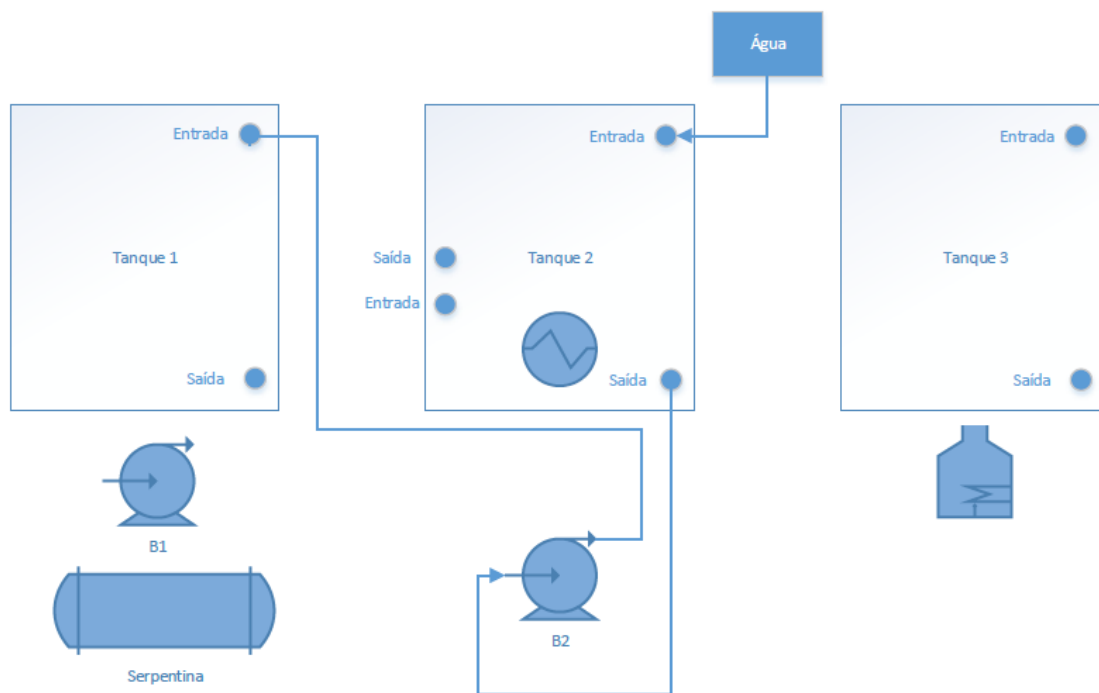 Água
Entrada
Entrada
Entrada
Tanque 1
Saída
Tanque 2
Tanque 3
Entrada
Saída
Saída
Saída
B1
B2
Serpentina